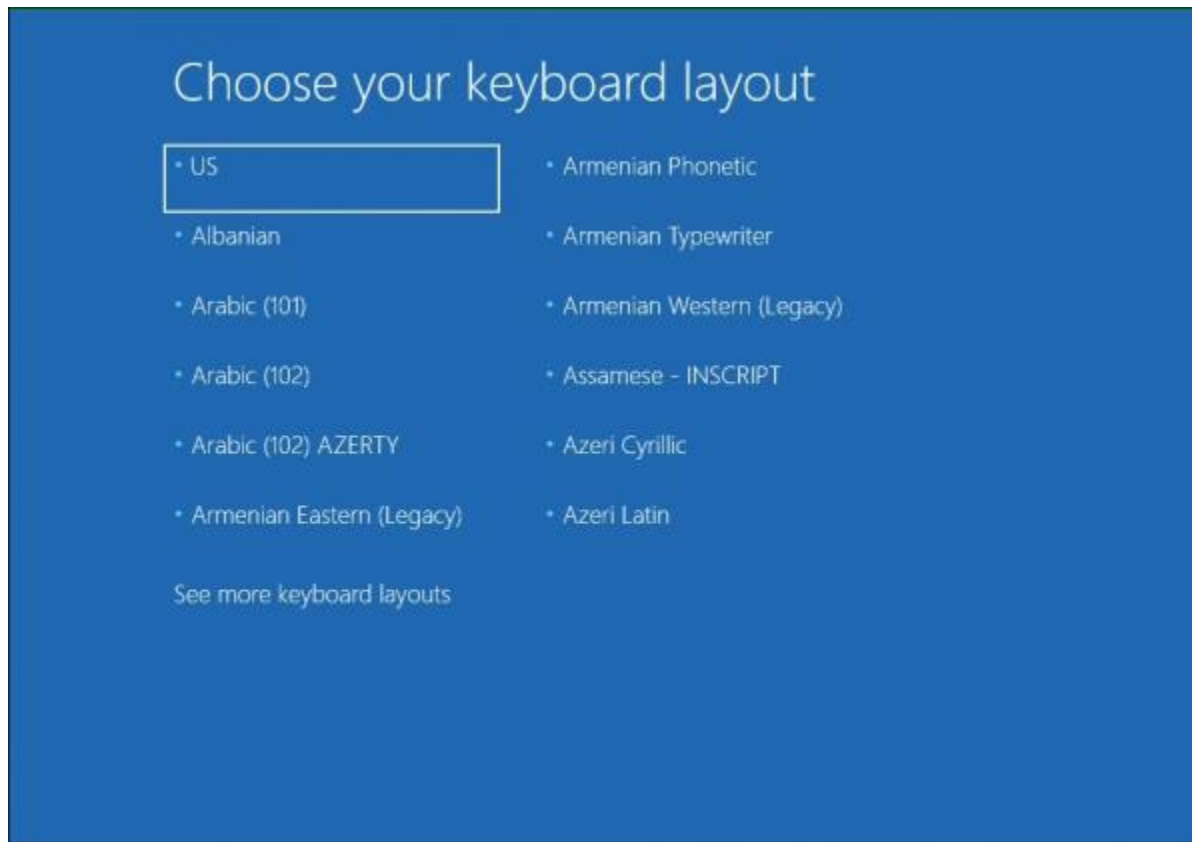 Choose your keyboard layout
US
Albanian
Arabic (101)
Arabic (102)
Arabic (102) AZERTY
Armenian Eastern (Legacy)
Armenian Phonetic
Armenian Typewriter
Armenian Western (Legacy)
Assamese - INSCRIPT
Azeri Cyrillic
Azeri Latin
See more keyboard layouts